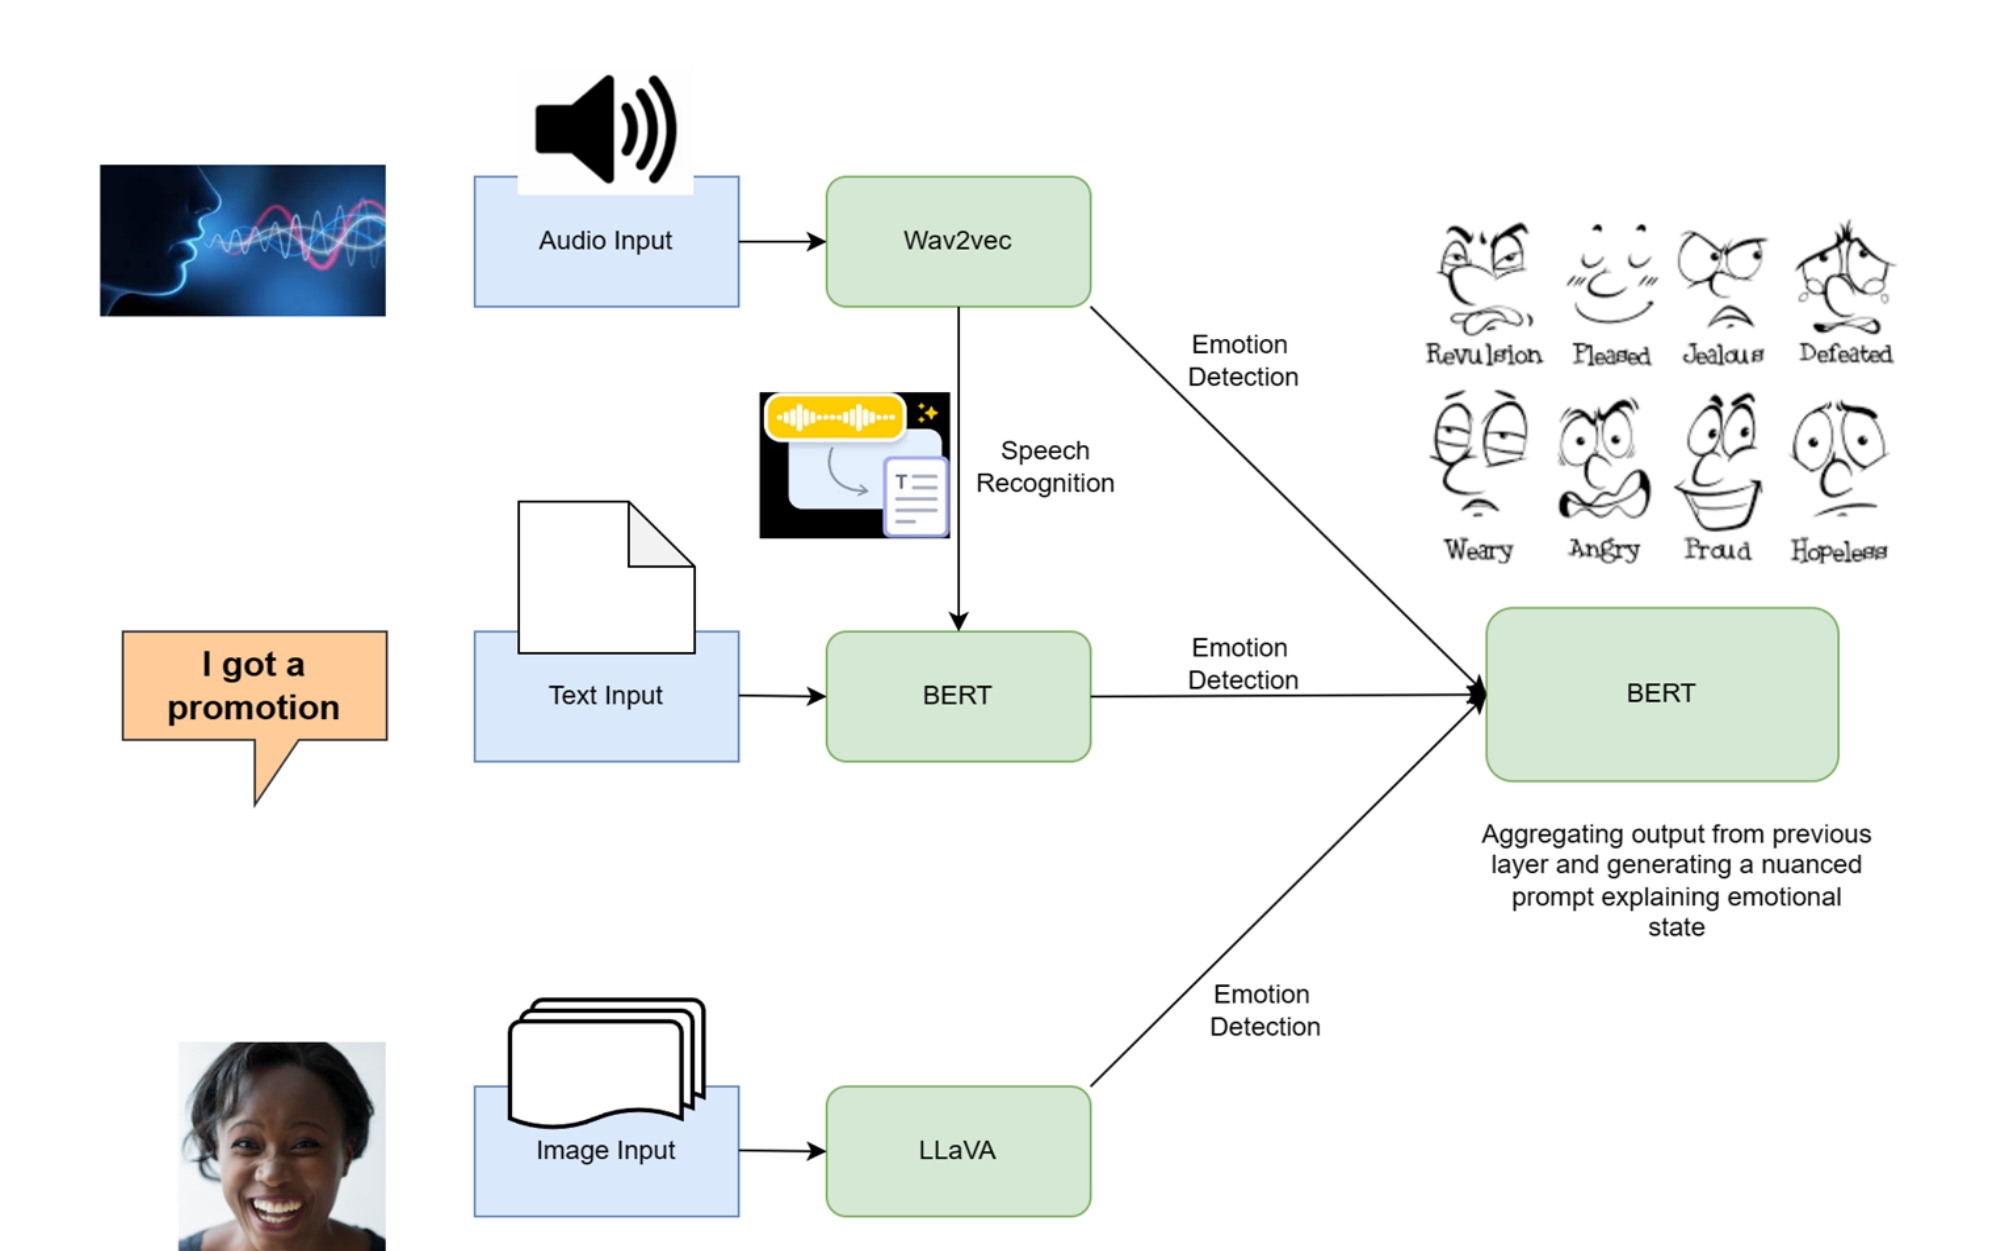 Audio Input
Wav2vec
Emotion
Detection
Revulsion
Pleased
Jealous
Defeated
Speech
Recognition
T
Weary
Angry
Proud
Hopeless
I got a
promotion
Text Input
BERT
Emotion
Detection
BERT
Aggregating output from previous
layer and generating a nuanced
prompt explaining emotional
state
Emotion
Detection
Image Input
LLaVA